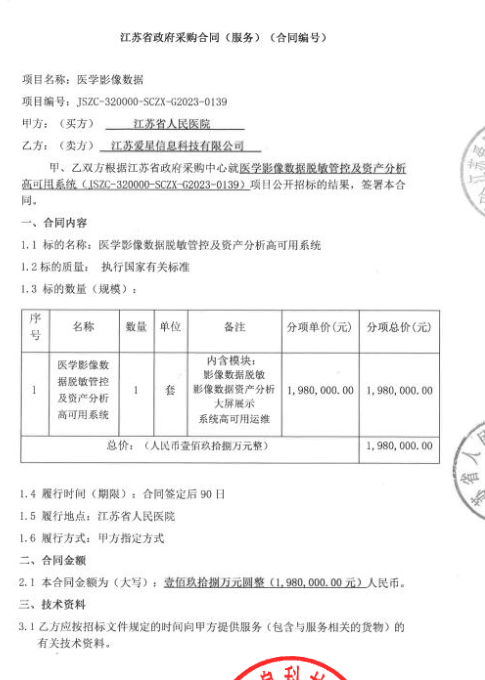 江苏省政府采购合同（服务）（合同编号）
项目名称：医学影像数据
项目编号：JSZC-320000-SCZX-G2023-0139
甲方：（买方） 江苏省人民医院
乙方：（卖方） 江苏爱星信息科技有限公司
甲、乙双方根据江苏省政府采购中心就医学影像数据脱敏管控及资产分析
高可用系统（JSZC-320000-SCZX-G2023-0139）项目公开招标的结果，签署本合
同。
一、合同内容
1.1 标的名称：医学影像数据脱敏管控及资产分析高可用系统
1.2 标的质量： 执行国家有关标准
1.3 标的数量（规模）：
序号 名称 数量 单位 备注 分项单价(元) 分项总价(元)
1 医学影像数据脱敏管控及资产分析高可用系统 1 套 内含模块： 影像数据脱敏 影像数据资产分析 大屏展示 系统高可用运维 1,980,000.00 1,980,000.00
总价：（人民币壹佰玖拾捌万元整） 1,980,000.00
1.4 履行时间（期限）：合同签定后 90 日
1.5 履行地点：江苏省人民医院
1.6 履行方式：甲方指定方式
二、合同金额
2.1 本合同金额为（大写）：壹佰玖拾捌万元圆整（1,980,000.00 元）人民币。
三、技术资料
3.1 乙方应按招标文件规定的时间向甲方提供服务（包含与服务相关的货物）的
有关技术资料。
省人民
科